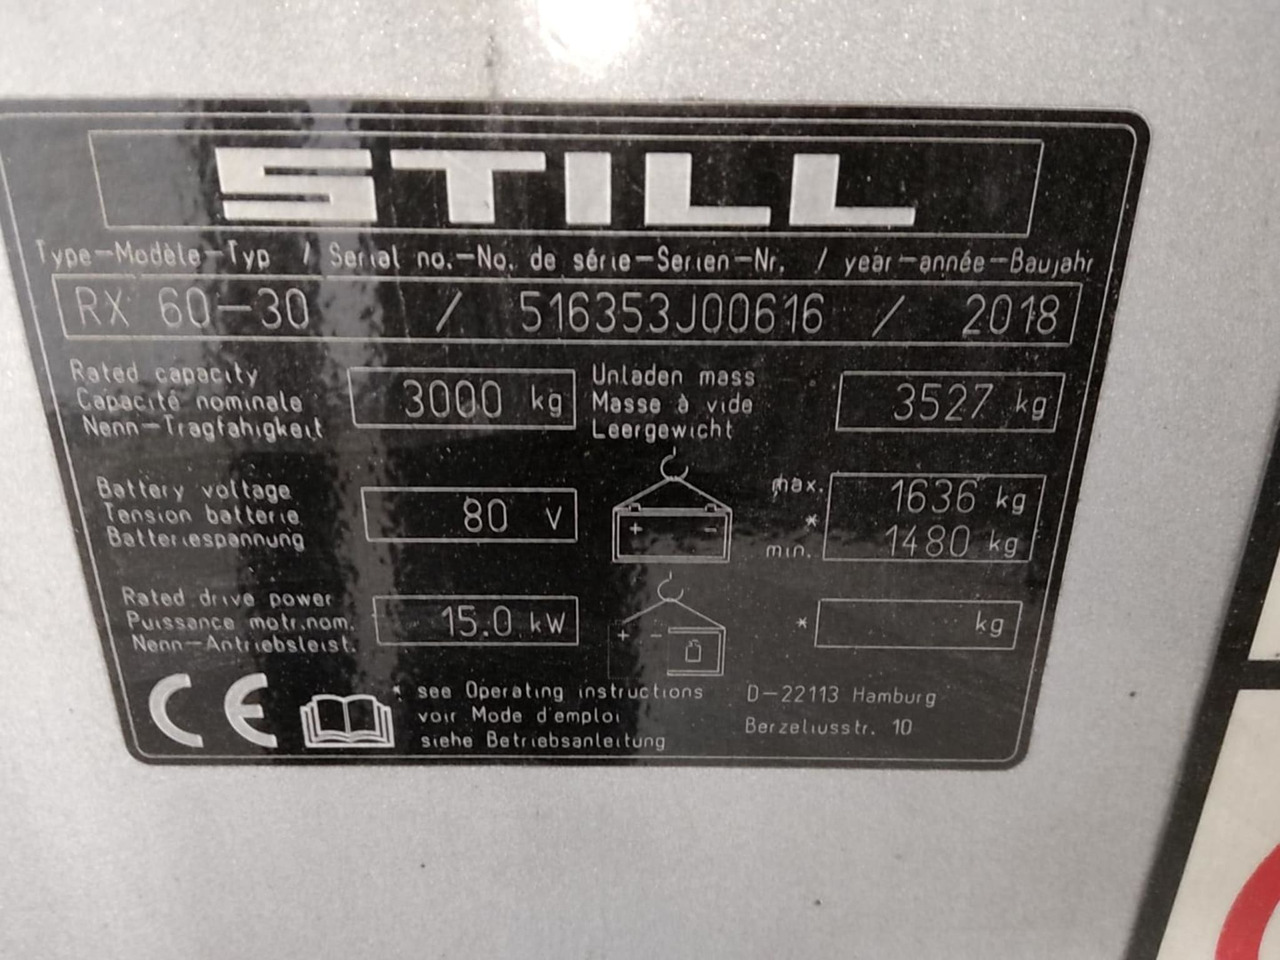 STILL
Type-Modèle-Typ / Serial no.-No. de série-Serien-Nr. / year-année-Baujahr
RX 60-30 / 516353J00616 / 2018
Rated capacity
Capacité nominale
Nenn-Tragfahigkeit
3000 kg
Unladen mass
Masse à vide
Leergewicht
3527 kg
Battery voltage
Tension batterie
Batteriespannung
80 V
+ -
max. 1636 kg
*
min. 1480 kg
Rated drive power
Puissance motr.nom.
Nenn-Antriebsleist.
15.0 kW
+ -
* kg
CE
* see Operating instructions
voir Mode d'emploi
siehe Betriebsanleitung
D-22113 Hamburg
Berzeliusstr. 10